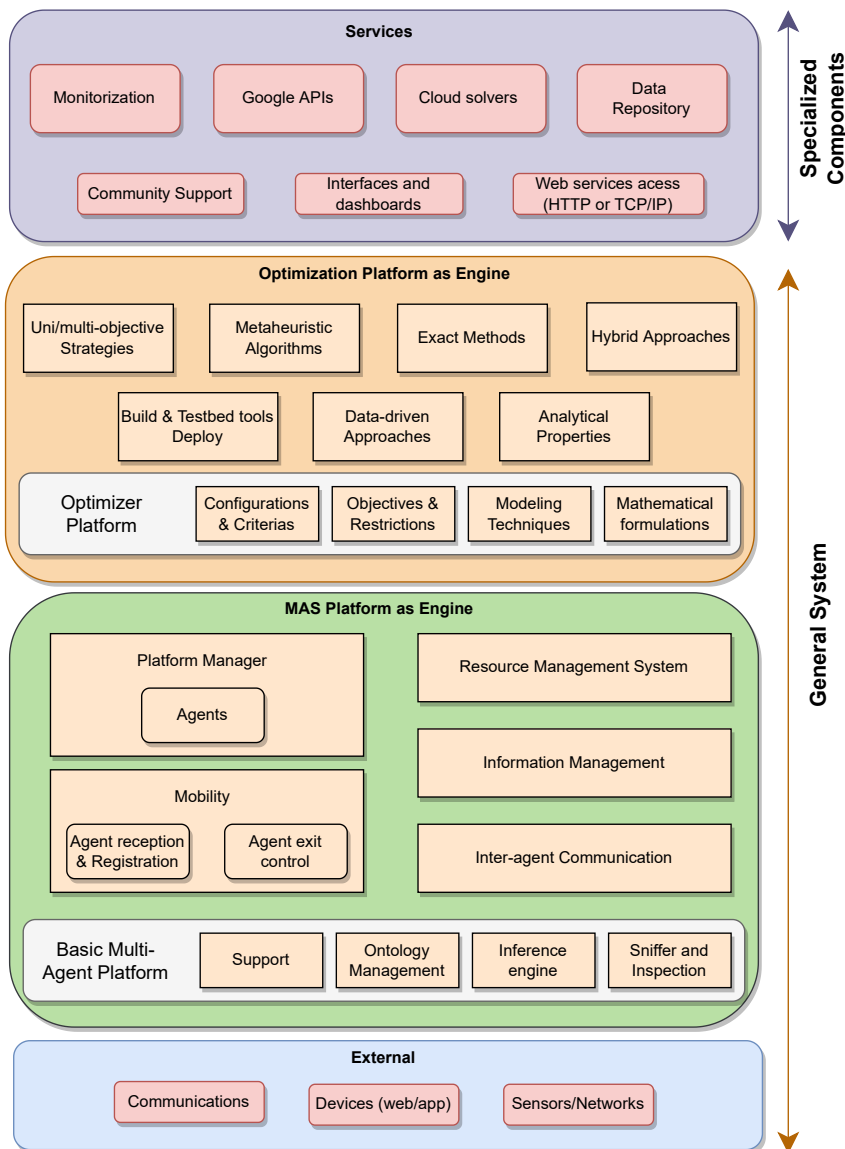 Services
Monitorization
Google APIs
Cloud solvers
Data
Repository
Community Support
Interfaces and
dashboards
Web services acess
(HTTP or TCP/IP)
Specialized
Components
Optimization Platform as Engine
Uni/multi-objective
Strategies
Metaheuristic
Algorithms
Exact Methods
Hybrid Approaches
Build & Testbed tools
Deploy
Data-driven
Approaches
Analytical
Properties
Optimizer
Platform
Configurations
& Criterias
Objectives &
Restrictions
Modeling
Techniques
Mathematical
formulations
General System
MAS Platform as Engine
Platform Manager
Agents
Resource Management System
Mobility
Agent reception
& Registration
Agent exit
control
Information Management
Inter-agent Communication
Basic Multi-
Agent Platform
Support
Ontology
Management
Inference
engine
Sniffer and
Inspection
External
Communications
Devices (web/app)
Sensors/Networks